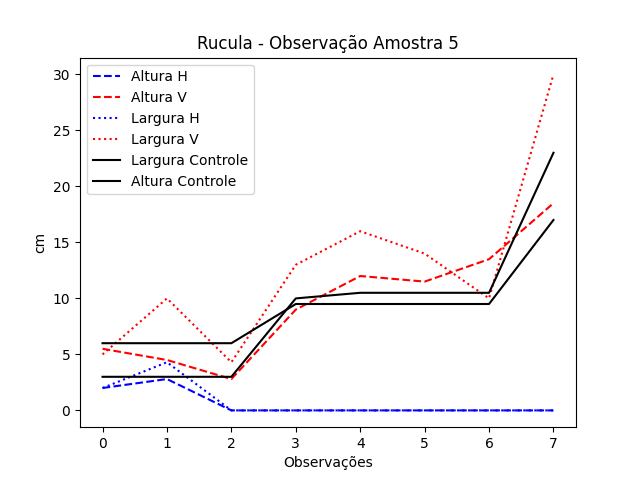 Rucula - Observação Amostra 5
Altura H
Altura V
Largura H
Largura V
Largura Controle
Altura Controle
30
25
20
15
10
5
0
cm
0 1 2 3 4 5 6 7
Observações